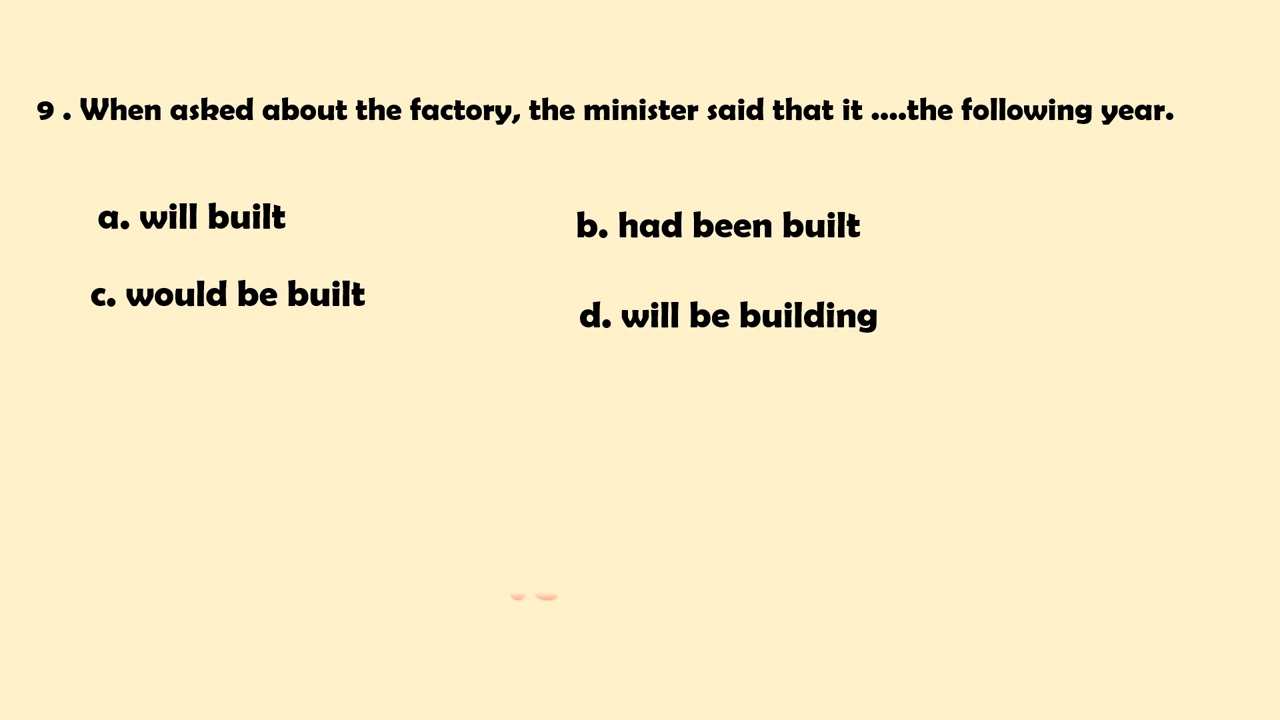 9 . When asked about the factory, the minister said that it ....the following year.
a. will built
b. had been built
c. would be built
d. will be building